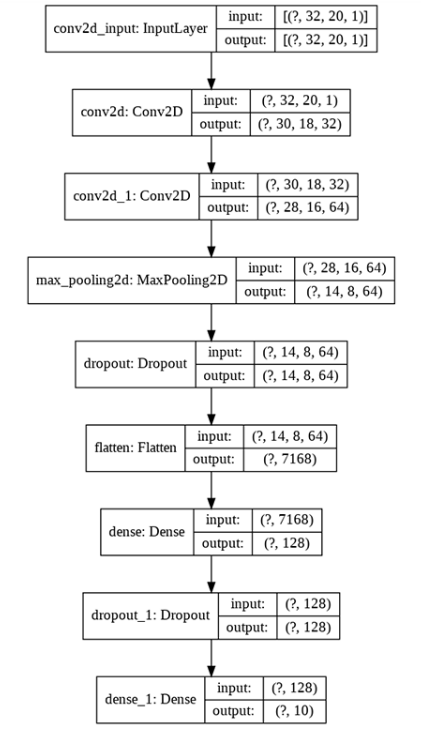 conv2d_input: InputLayer input: [(?, 32, 20, 1)]
output: [(?, 32, 20, 1)]
conv2d: Conv2D input: (?, 32, 20, 1)
output: (?, 30, 18, 32)
conv2d_1: Conv2D input: (?, 30, 18, 32)
output: (?, 28, 16, 64)
max_pooling2d: MaxPooling2D input: (?, 28, 16, 64)
output: (?, 14, 8, 64)
dropout: Dropout input: (?, 14, 8, 64)
output: (?, 14, 8, 64)
flatten: Flatten input: (?, 14, 8, 64)
output: (?, 7168)
dense: Dense input: (?, 7168)
output: (?, 128)
dropout_1: Dropout input: (?, 128)
output: (?, 128)
dense_1: Dense input: (?, 128)
output: (?, 10)